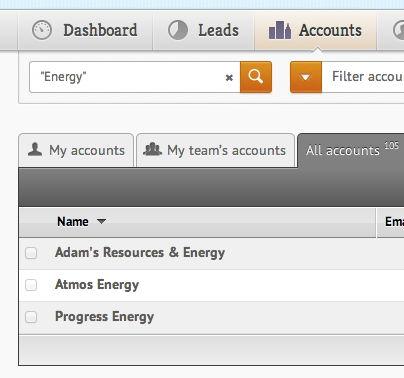 Dashboard Leads Accounts
"Energy" Filter accou
My accounts My team's accounts All accounts 105
Name Ema
Adam's Resources & Energy
Atmos Energy
Progress Energy